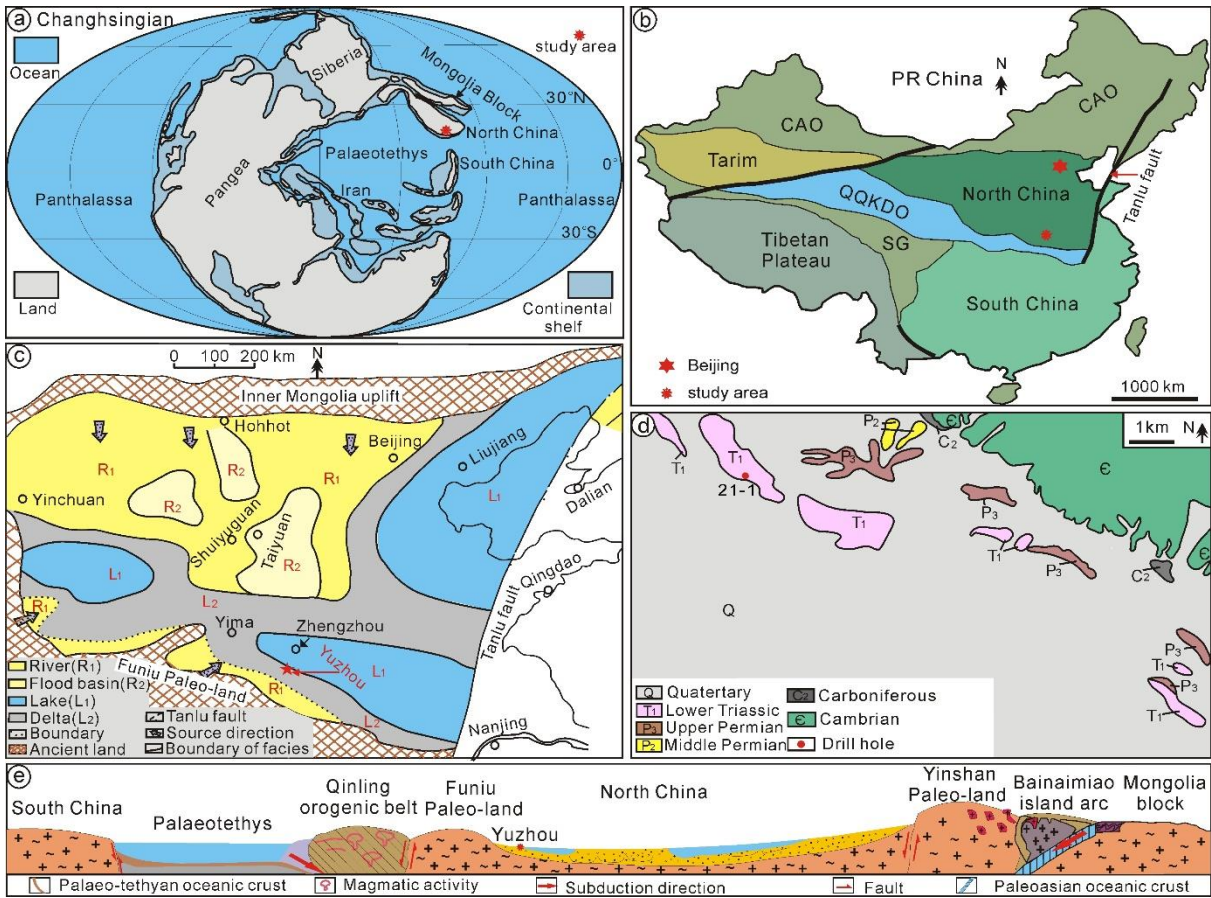 a
Changhsingian
Ocean
study area
Siberia
Mongolia Block
30°N
North China
Palaeotethys
South China
0°
Pangea
Iran
Panthalassa
Panthalassa
30°S
Land
Continental
shelf
b
PR China
N
CAO
CAO
Tarim
North China
Tanlu fault
QQKDO
SG
Tibetan
Plateau
South China
Beijing
study area
1000 km
c
0 100 200 km
N
Inner Mongolia uplift
Hohhot
Beijing
Liujiang
R1
R2
R1
L1
Yinchuan
R2
Dalian
Shuiyuguan
Taiyuan
R2
L1
Qingdao
R1
L2
Yima
Zhengzhou
Tanlu fault
Yuzhou
L1
Funiu Paleo-land
R1
L2
Nanjing
River(R1)
Flood basin(R2)
Lake(L1)
Delta(L2)
Boundary
Ancient land
Tanlu fault
Source direction
Boundary of facies
d
1km
N
P2
C2
T1
T1
P3
Є
21-1
T1
P3
T1
P3
C2
Є
Q
P3
T1
P3
T1
Q Quatertary
T1 Lower Triassic
P3 Upper Permian
P2 Middle Permian
C2 Carboniferous
Є Cambrian
Drill hole
e
South China
Palaeotethys
Qinling
orogenic belt
Funiu
Paleo-land
Yuzhou
North China
Yinshan
Paleo-land
Bainaimiao
island arc
Mongolia
block
Palaeo-tethyan oceanic crust
Magmatic activity
Subduction direction
Fault
Paleoasian oceanic crust